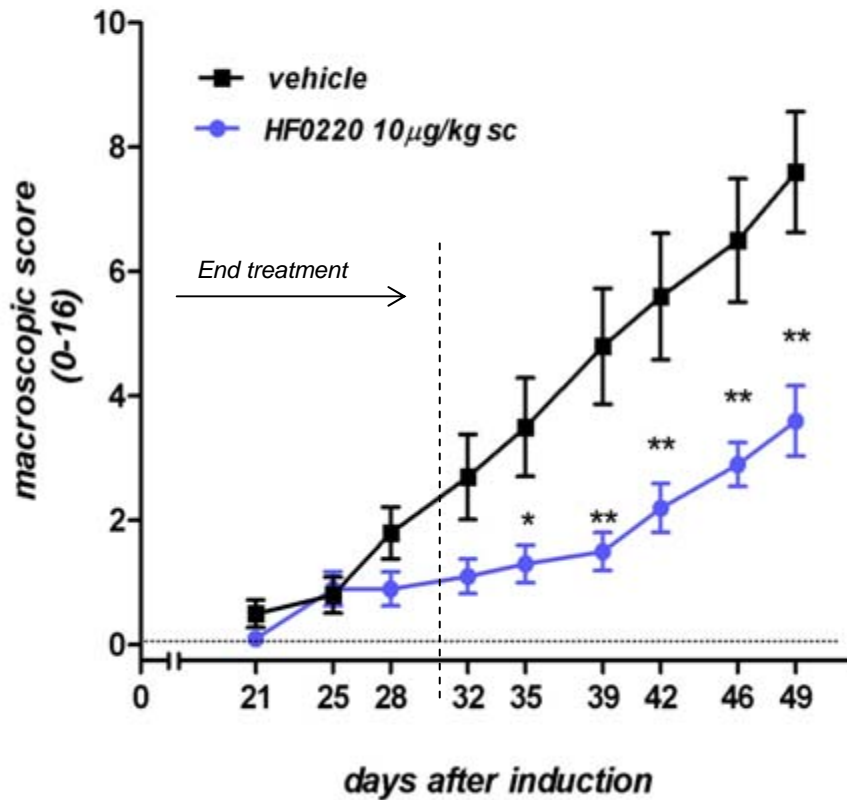 10
8
6
4
2
0
macroscopic score
(0-16)
vehicle
HF0220 10µg/kg sc
End treatment
*
**
**
**
**
0 21 25 28 32 35 39 42 46 49
days after induction